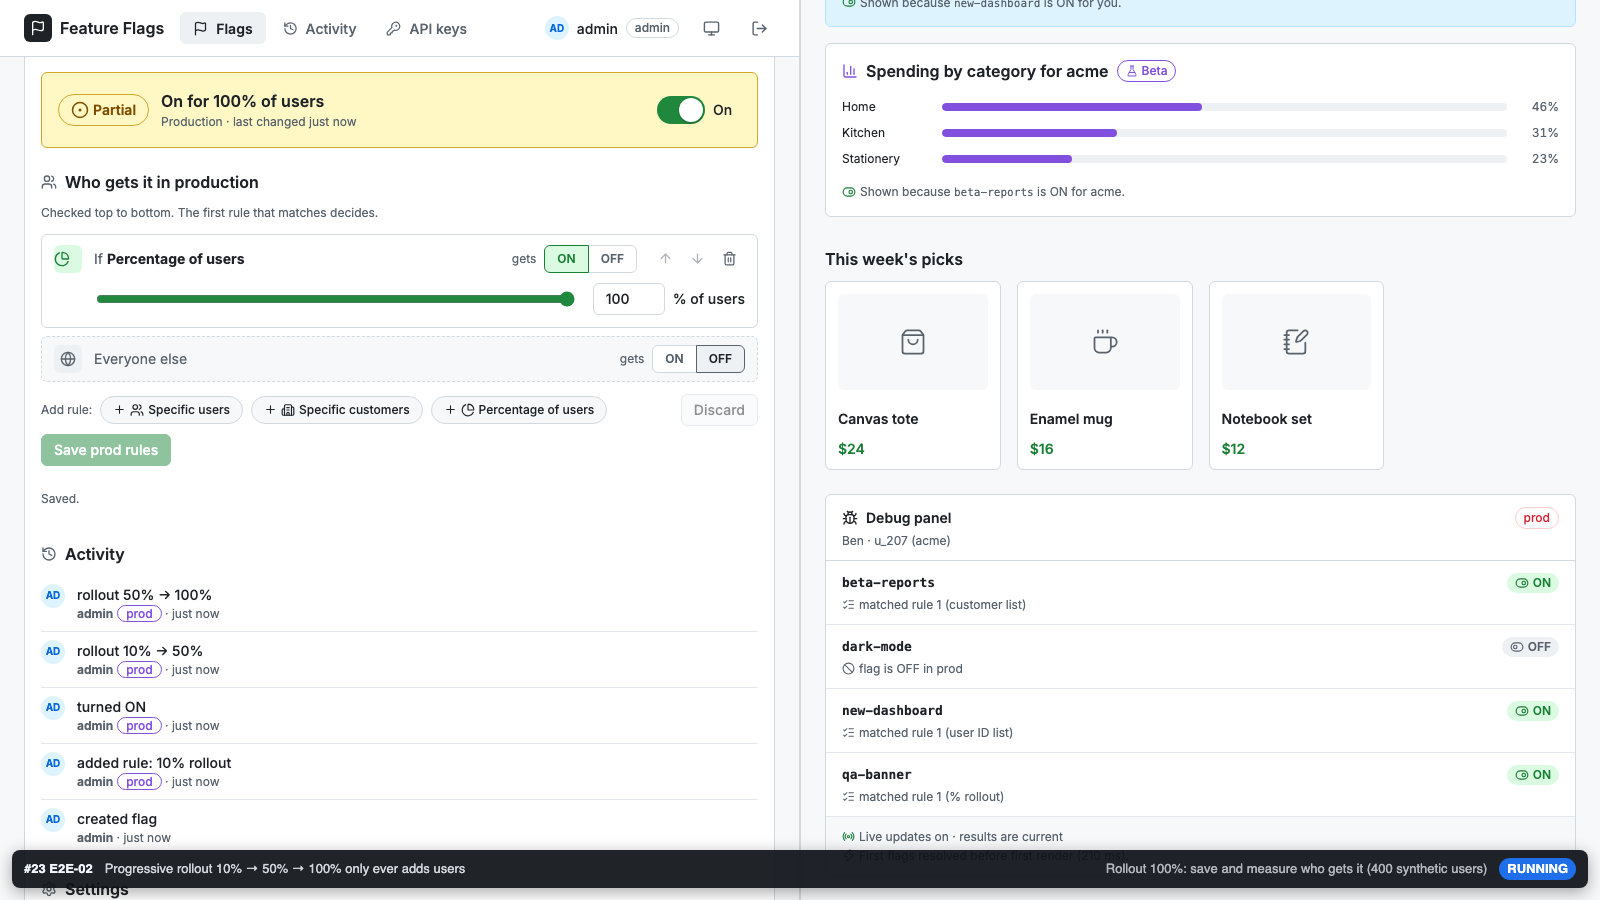 Feature Flags
Flags
Activity
API keys
AD admin admin
Partial
On for 100% of users
Production · last changed just now
On
Who gets it in production
Checked top to bottom. The first rule that matches decides.
If Percentage of users
gets ON OFF
100 % of users
Everyone else
gets ON OFF
Add rule:
+ Specific users
+ Specific customers
+ Percentage of users
Discard
Save prod rules
Saved.
Activity
AD rollout 50% → 100%
admin prod · just now
AD rollout 10% → 50%
admin prod · just now
AD turned ON
admin prod · just now
AD added rule: 10% rollout
admin prod · just now
AD created flag
admin · just now
Settings
Shown because new-dashboard is ON for you.
Spending by category for acme Beta
Home 46%
Kitchen 31%
Stationery 23%
Shown because beta-reports is ON for acme.
This week's picks
Canvas tote
$24
Enamel mug
$16
Notebook set
$12
Debug panel prod
Ben · u_207 (acme)
beta-reports ON
matched rule 1 (customer list)
dark-mode OFF
flag is OFF in prod
new-dashboard ON
matched rule 1 (user ID list)
qa-banner ON
matched rule 1 (% rollout)
Live updates on · results are current
First flags resolved before first render (210 ms).
#23 E2E-02 Progressive rollout 10% → 50% → 100% only ever adds users
Rollout 100%: save and measure who gets it (400 synthetic users) RUNNING